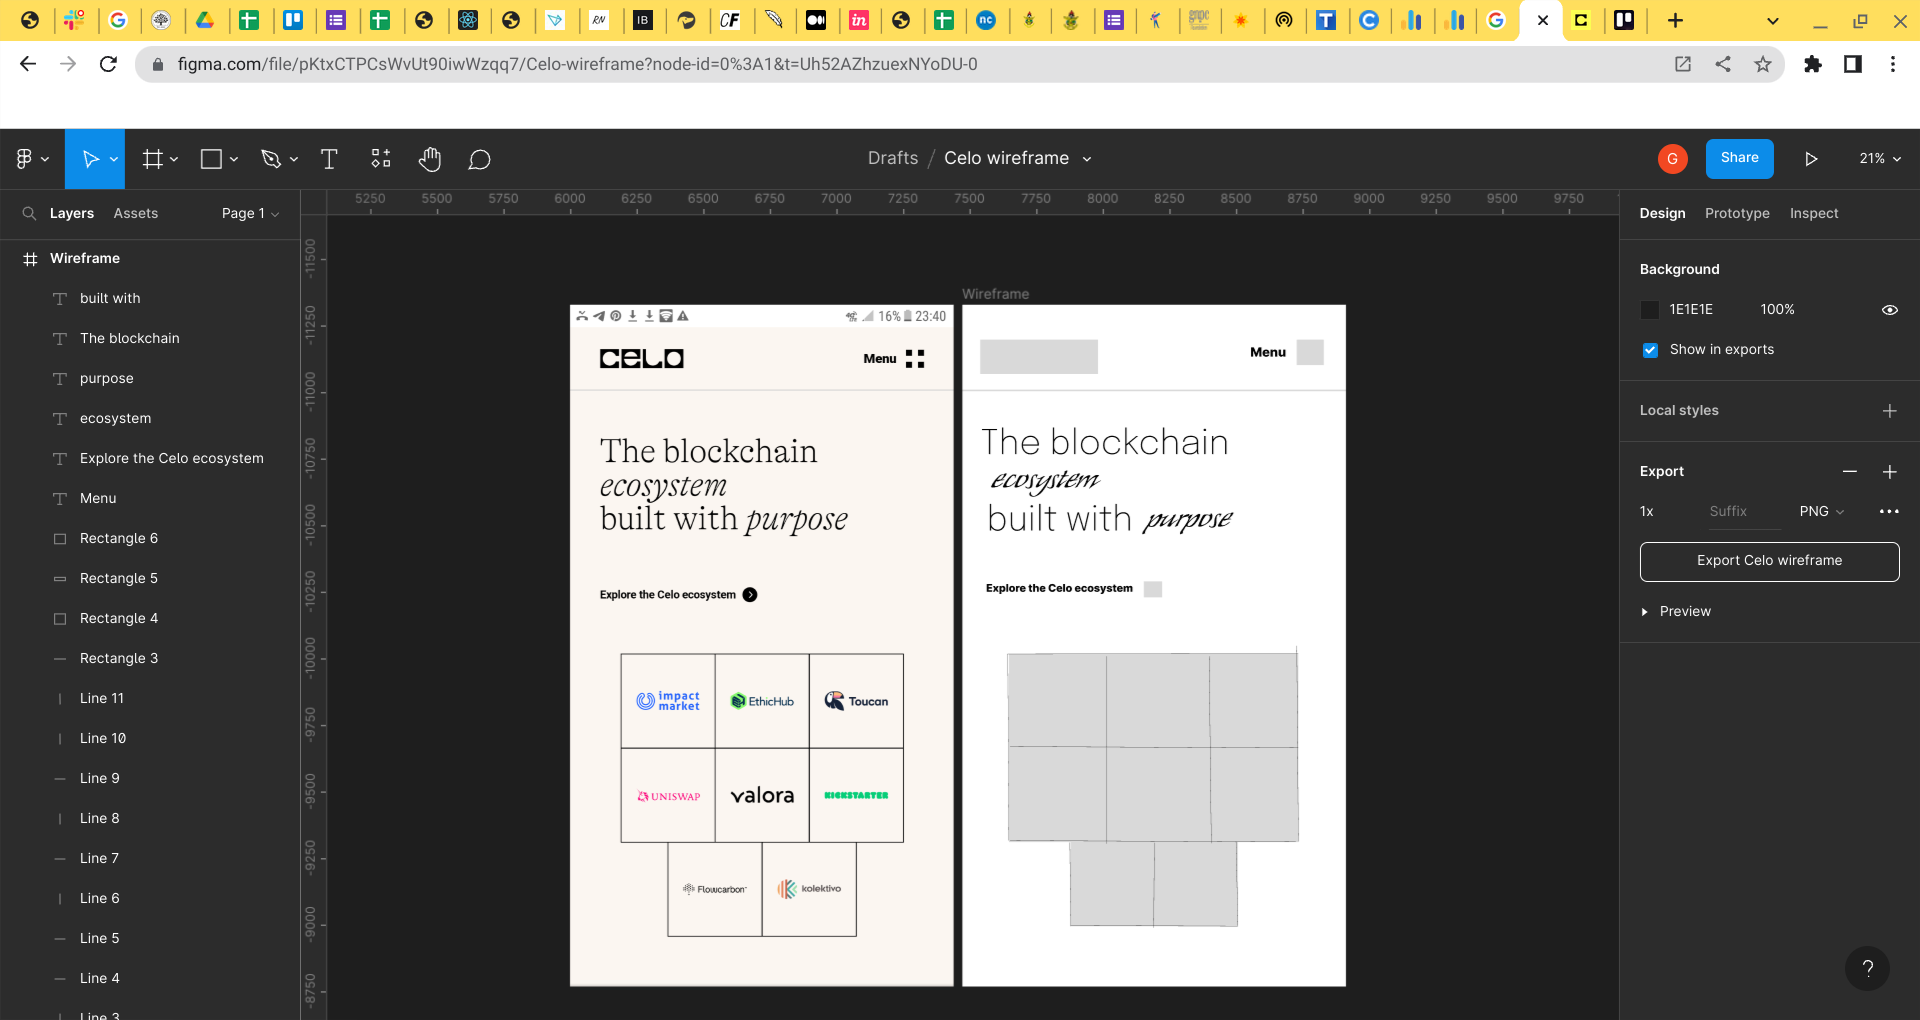 RN
IB
CF
in
nc
T
C
G
figma.com/file/pKtxCTPCsWvUt90iwWzqq7/Celo-wireframe?node-id=0%3A1&t=Uh52AZhzuexNYoDU-0
Drafts / Celo wireframe
G
Share
21%
Layers
Assets
Page 1
5250 5500 5750 6000 6250 6500 6750 7000 7250 7500 7750 8000 8250 8500 8750 9000 9250 9500 9750
Design
Prototype
Inspect
Wireframe
built with
The blockchain
purpose
ecosystem
Explore the Celo ecosystem
Menu
Rectangle 6
Rectangle 5
Rectangle 4
Rectangle 3
Line 11
Line 10
Line 9
Line 8
Line 7
Line 6
Line 5
Line 4
Line 3
-11500
-11250
-11000
-10750
-10500
-10250
-10000
-9750
-9500
-9250
-9000
-8750
16% 23:40
CELO
Menu
The blockchain
ecosystem
built with purpose
Explore the Celo ecosystem
impact
market
EthicHub
Toucan
UNISWAP
valora
KICKSTARTER
Flowcarbon
kolektivo
Wireframe
Menu
The blockchain
ecosystem
built with purpose
Explore the Celo ecosystem
Background
1E1E1E
100%
Show in exports
Local styles
Export
1x
Suffix
PNG
Export Celo wireframe
Preview
?